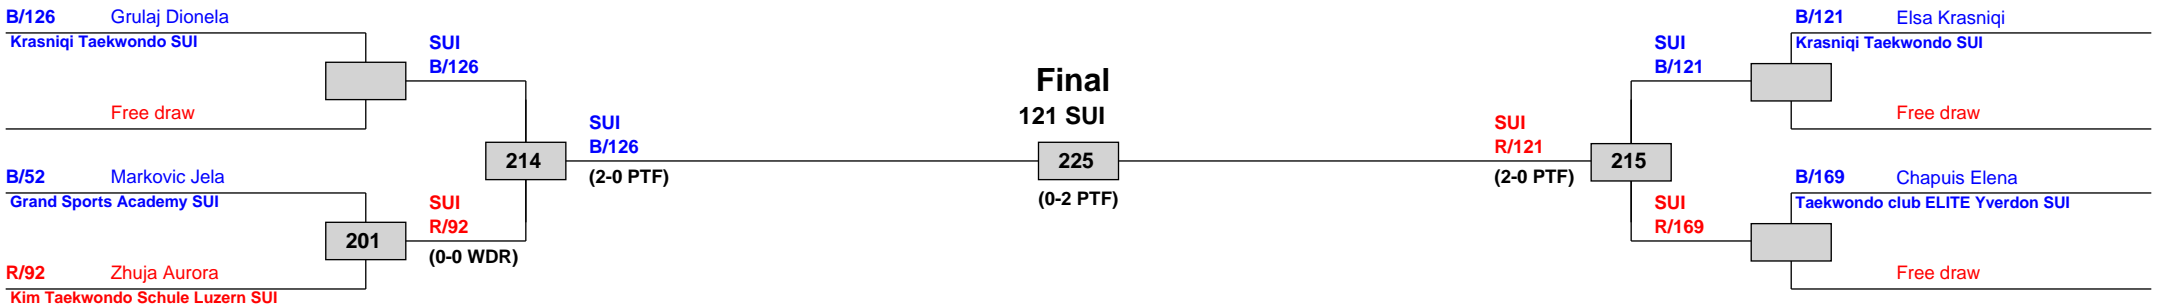 B/126 Grulaj Dionela
Krasniqi Taekwondo SUI
SUI
B/126
Free draw
SUI
B/126
214
(2-0 PTF)
B/52 Markovic Jela
Grand Sports Academy SUI
SUI
R/92
201
(0-0 WDR)
R/92 Zhuja Aurora
Kim Taekwondo Schule Luzern SUI
Final
121 SUI
225
(0-2 PTF)
B/121 Elsa Krasniqi
Krasniqi Taekwondo SUI
SUI
B/121
Free draw
SUI
R/121
215
(2-0 PTF)
B/169 Chapuis Elena
Taekwondo club ELITE Yverdon SUI
SUI
R/169
Free draw